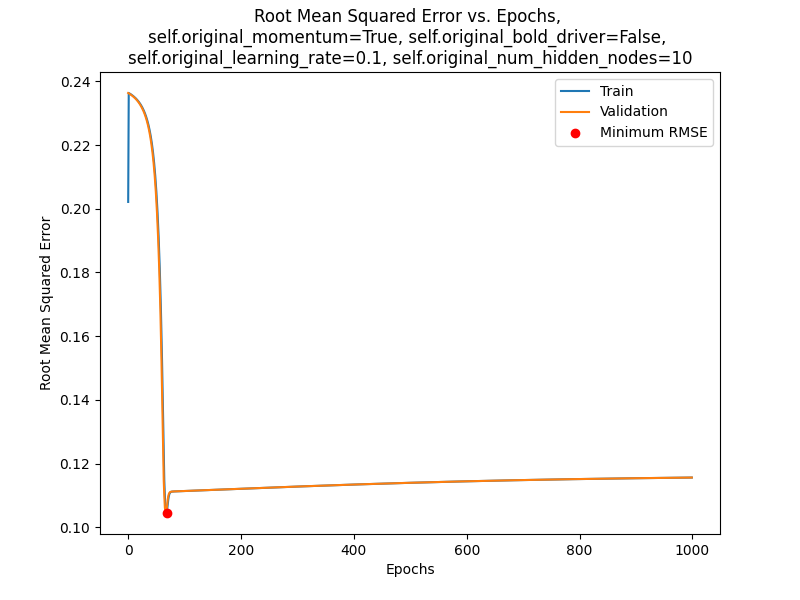 Root Mean Squared Error vs. Epochs,
self.original_momentum=True, self.original_bold_driver=False,
self.original_learning_rate=0.1, self.original_num_hidden_nodes=10
Train
Validation
Minimum RMSE
Root Mean Squared Error
0.24
0.22
0.20
0.18
0.16
0.14
0.12
0.10
0 200 400 600 800 1000
Epochs